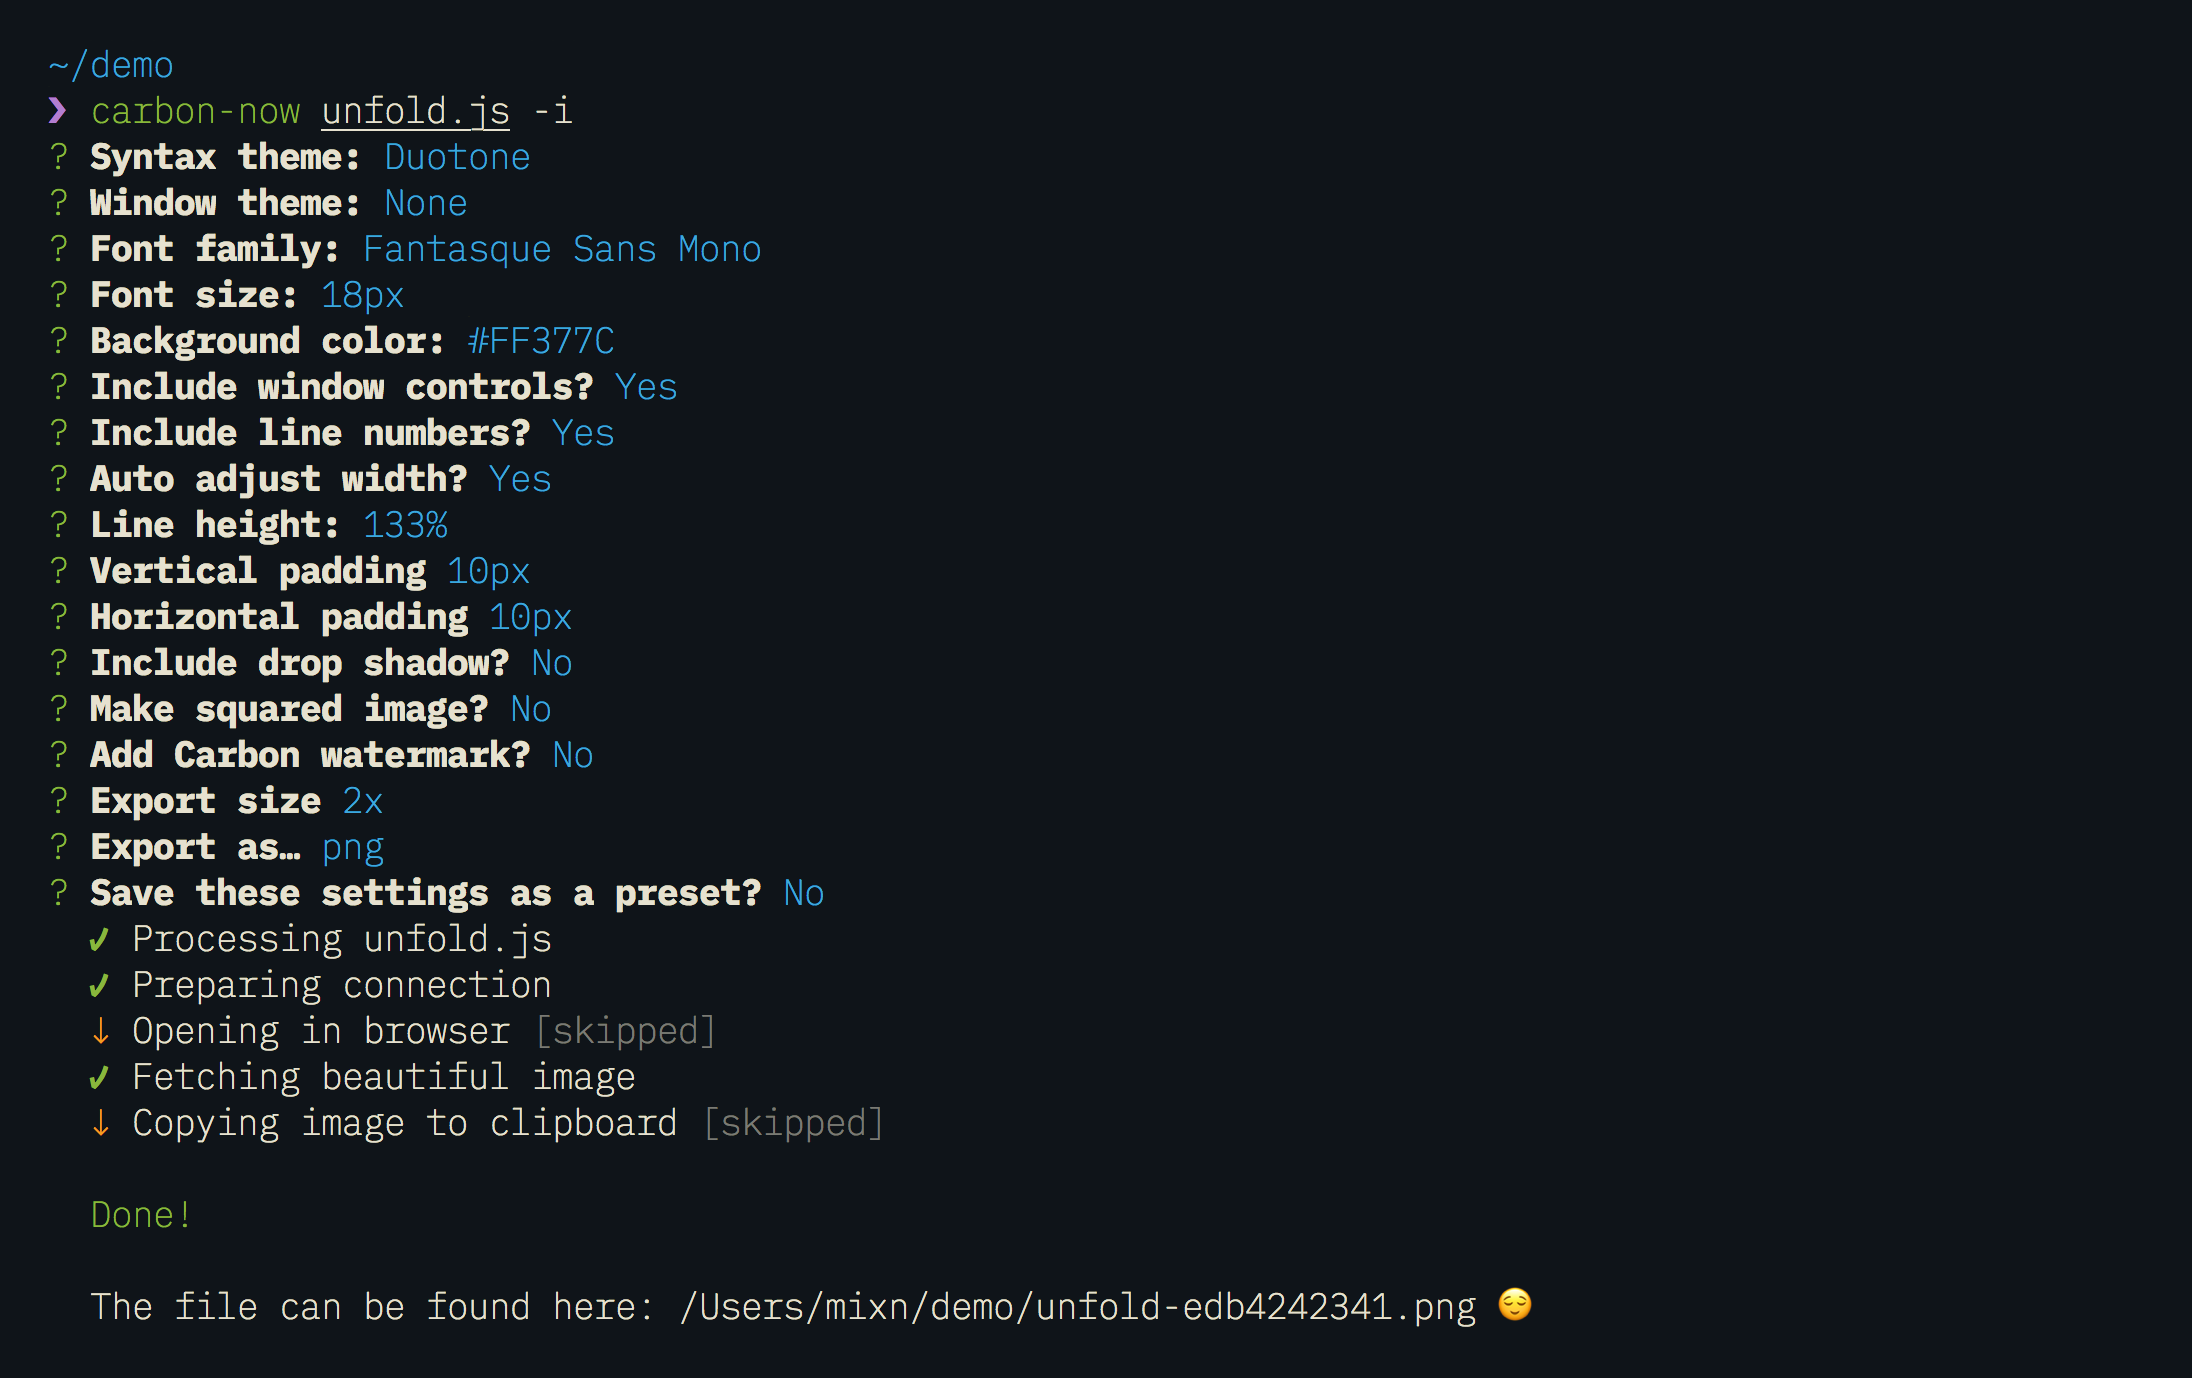 ~/demo
❯ carbon-now unfold.js -i
? Syntax theme: Duotone
? Window theme: None
? Font family: Fantasque Sans Mono
? Font size: 18px
? Background color: #FF377C
? Include window controls? Yes
? Include line numbers? Yes
? Auto adjust width? Yes
? Line height: 133%
? Vertical padding 10px
? Horizontal padding 10px
? Include drop shadow? No
? Make squared image? No
? Add Carbon watermark? No
? Export size 2x
? Export as… png
? Save these settings as a preset? No
✔ Processing unfold.js
✔ Preparing connection
↓ Opening in browser [skipped]
✔ Fetching beautiful image
↓ Copying image to clipboard [skipped]
Done!
The file can be found here: /Users/mixn/demo/unfold-edb4242341.png 😌